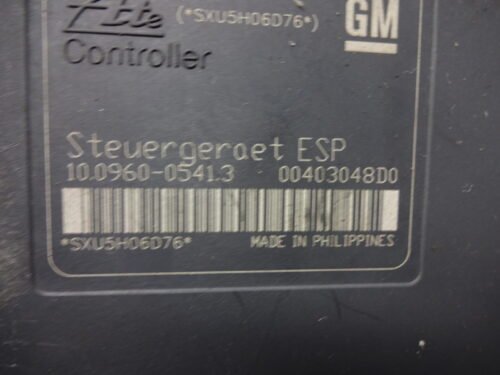 Ate (*SXU5H06D76*) GM
Controller
Steuergeraet ESP
10.0960-0541.3 00403048D0
*SXU5H06D76* MADE IN PHILIPPINES